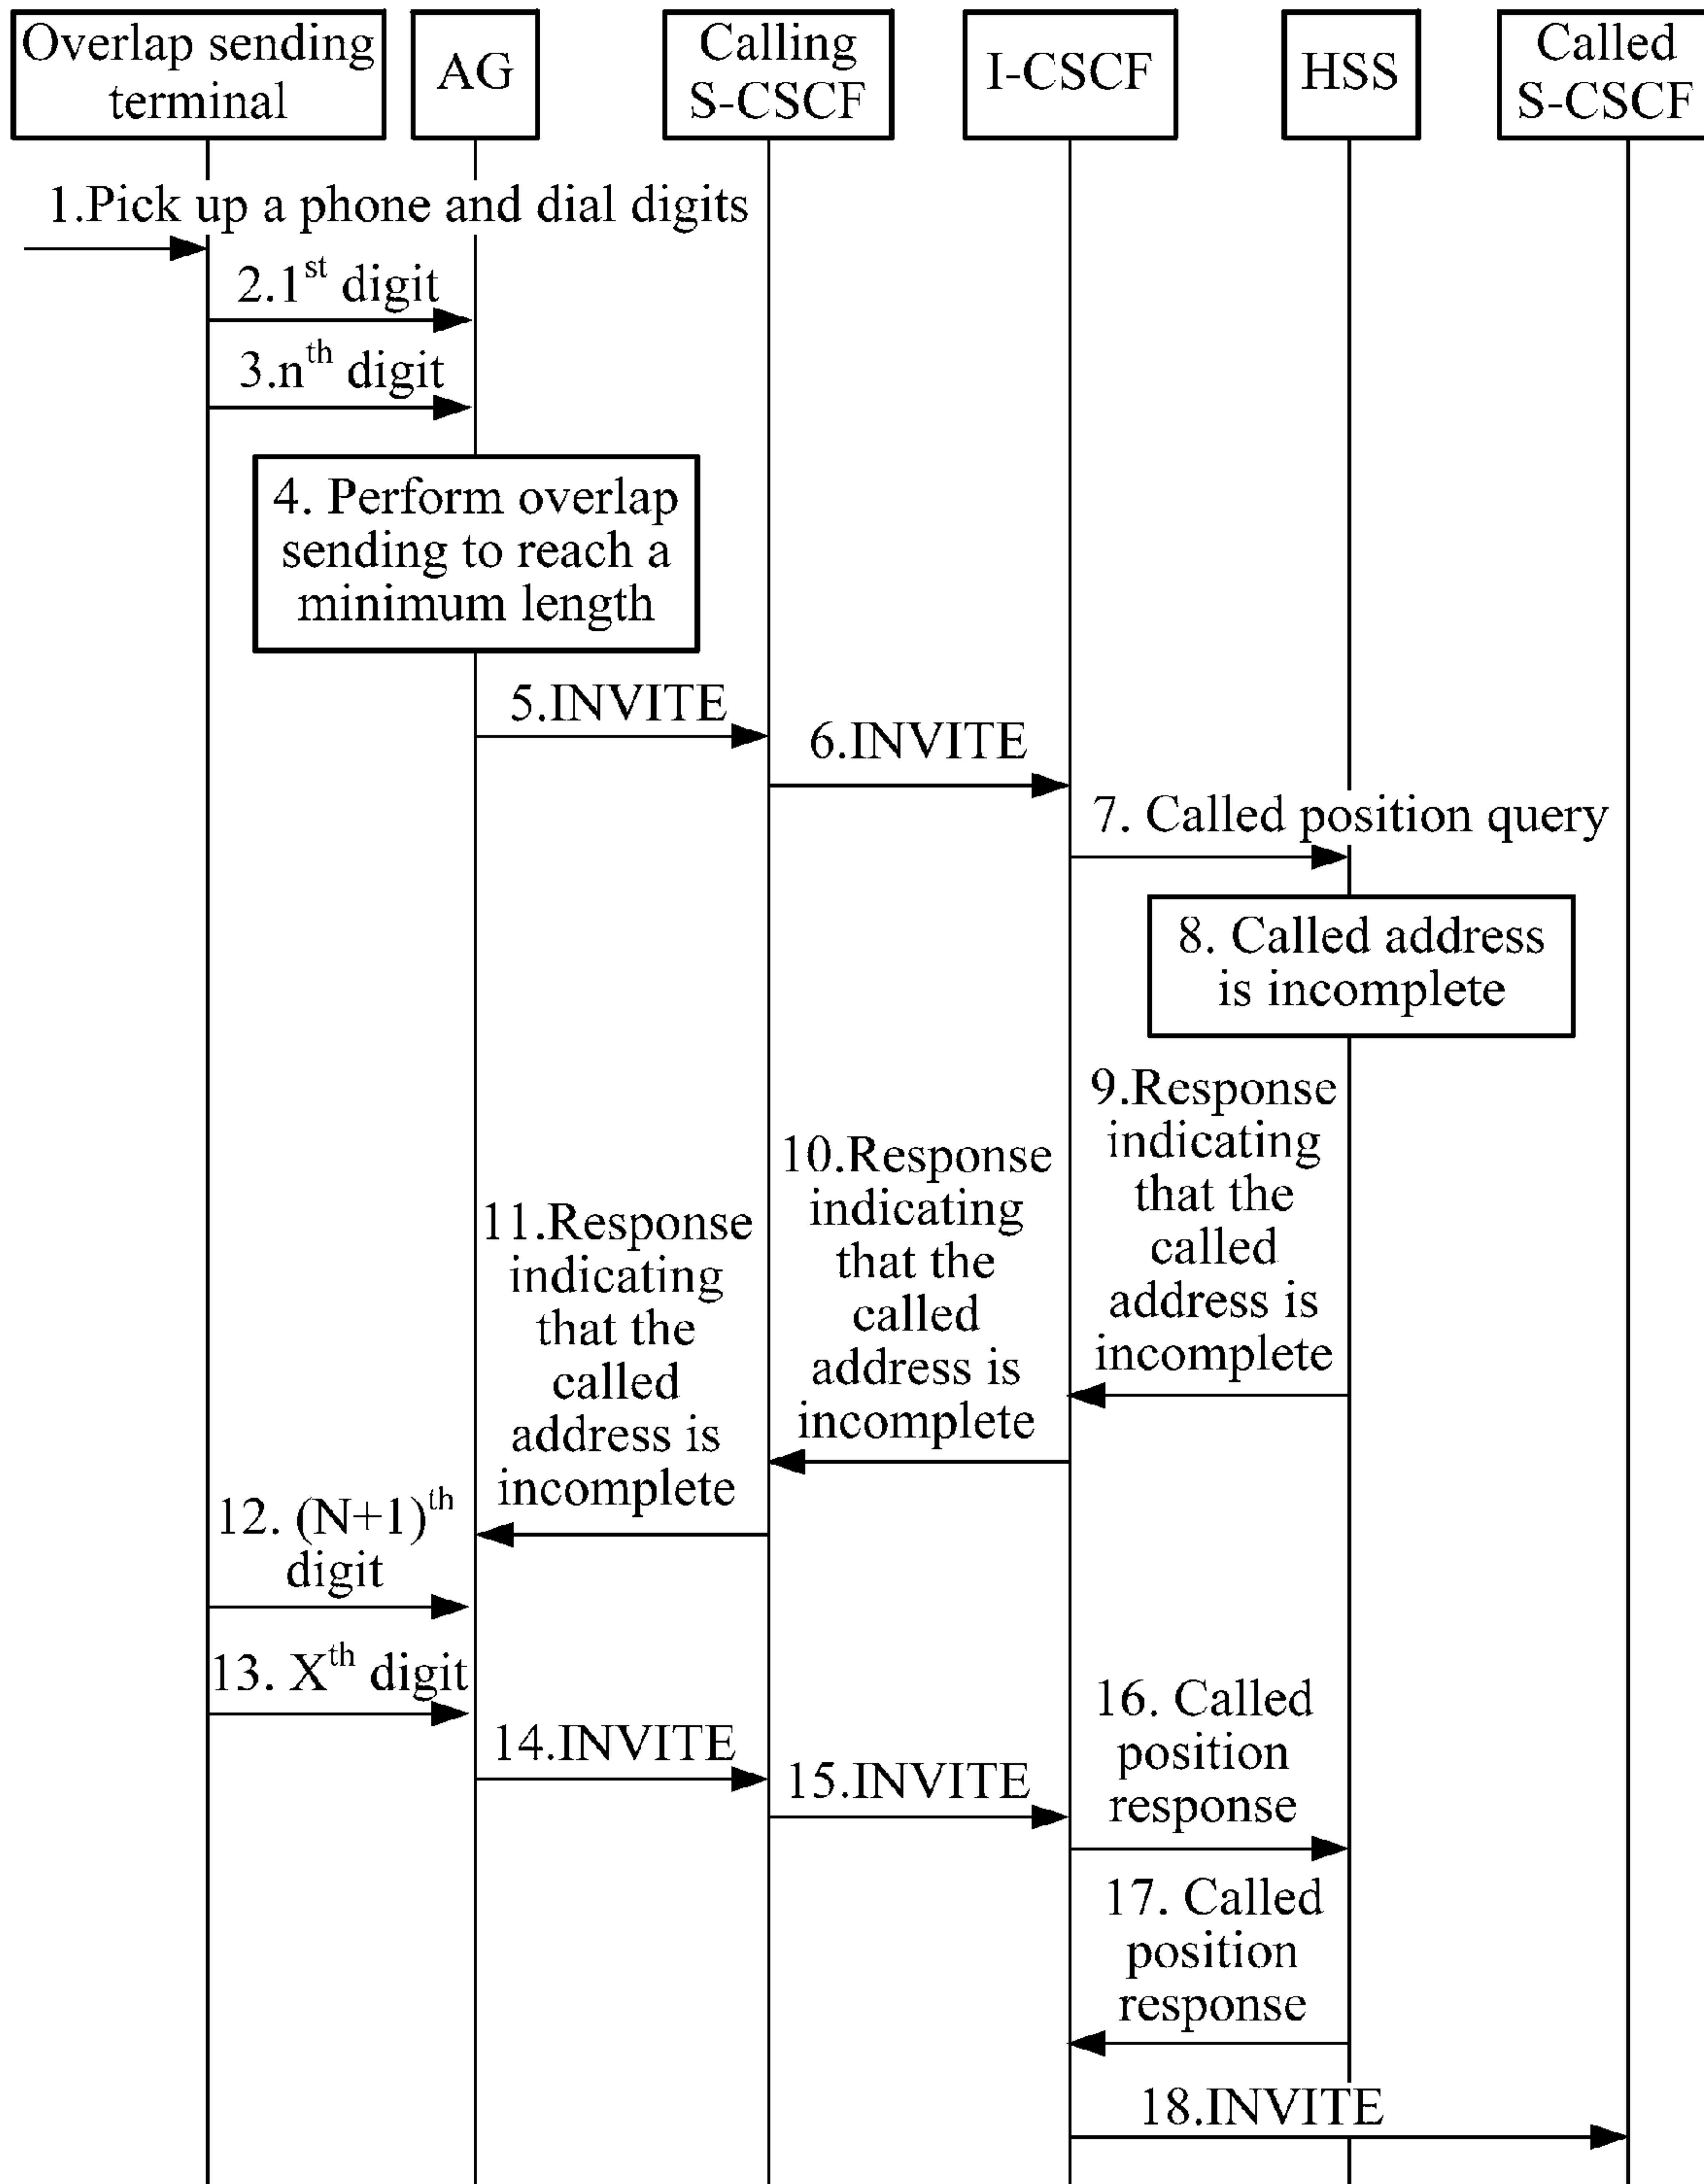 Overlap sending
terminal
AG
Calling
S-CSCF
I-CSCF
HSS
Called
S-CSCF
1.Pick up a phone and dial digits
2.1st digit
3.nth digit
4. Perform overlap
sending to reach a
minimum length
5.INVITE
6.INVITE
7. Called position query
8. Called address
is incomplete
9.Response
indicating
that the
called
address is
incomplete
10.Response
indicating
that the
called
address is
incomplete
11.Response
indicating
that the
called
address is
incomplete
12. (N+1)th
digit
13. Xth digit
14.INVITE
15.INVITE
16. Called
position
response
17. Called
position
response
18.INVITE